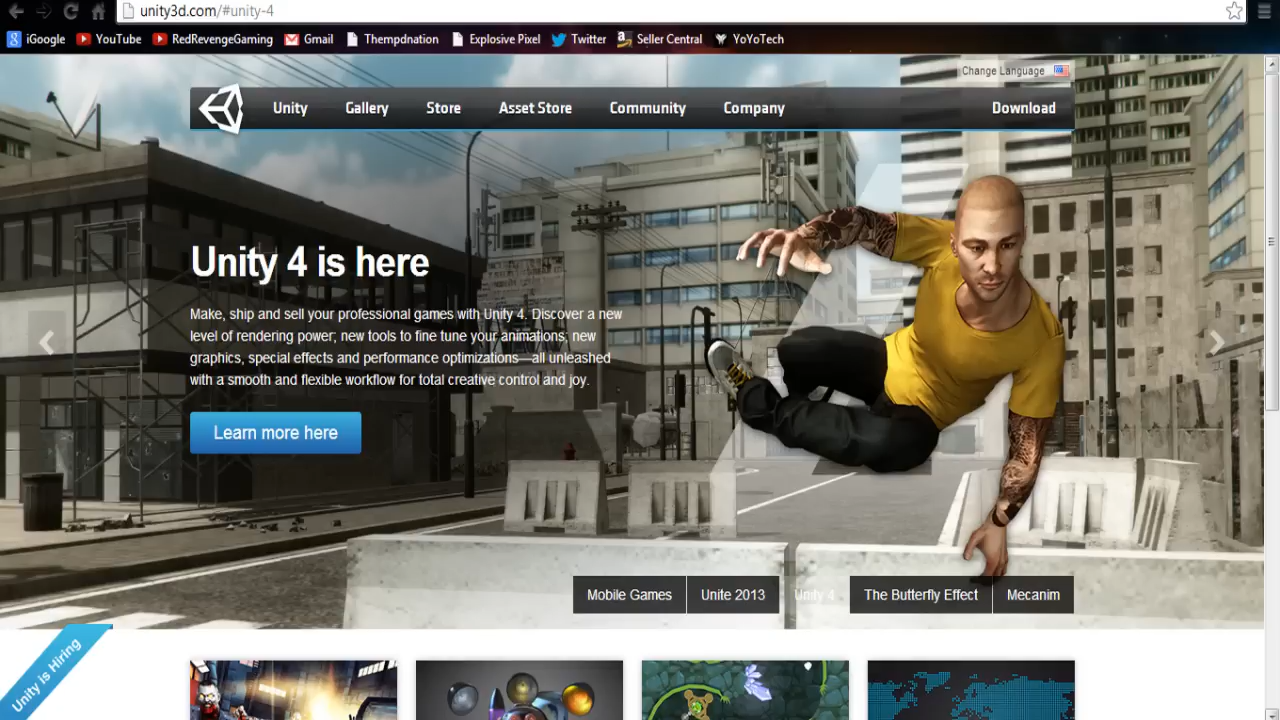 unity3d.com/#unity-4
iGoogle YouTube RedRevengeGaming Gmail Thempdnation Explosive Pixel Twitter Seller Central YoYoTech
Change Language
Unity Gallery Store Asset Store Community Company Download
Unity 4 is here
Make, ship and sell your professional games with Unity 4. Discover a new
level of rendering power; new tools to fine tune your animations; new
graphics, special effects and performance optimizations—all unleashed
with a smooth and flexible workflow for total creative control and joy.
Learn more here
Mobile Games Unite 2013 Unity 4 The Butterfly Effect Mecanim
Unity is Hiring